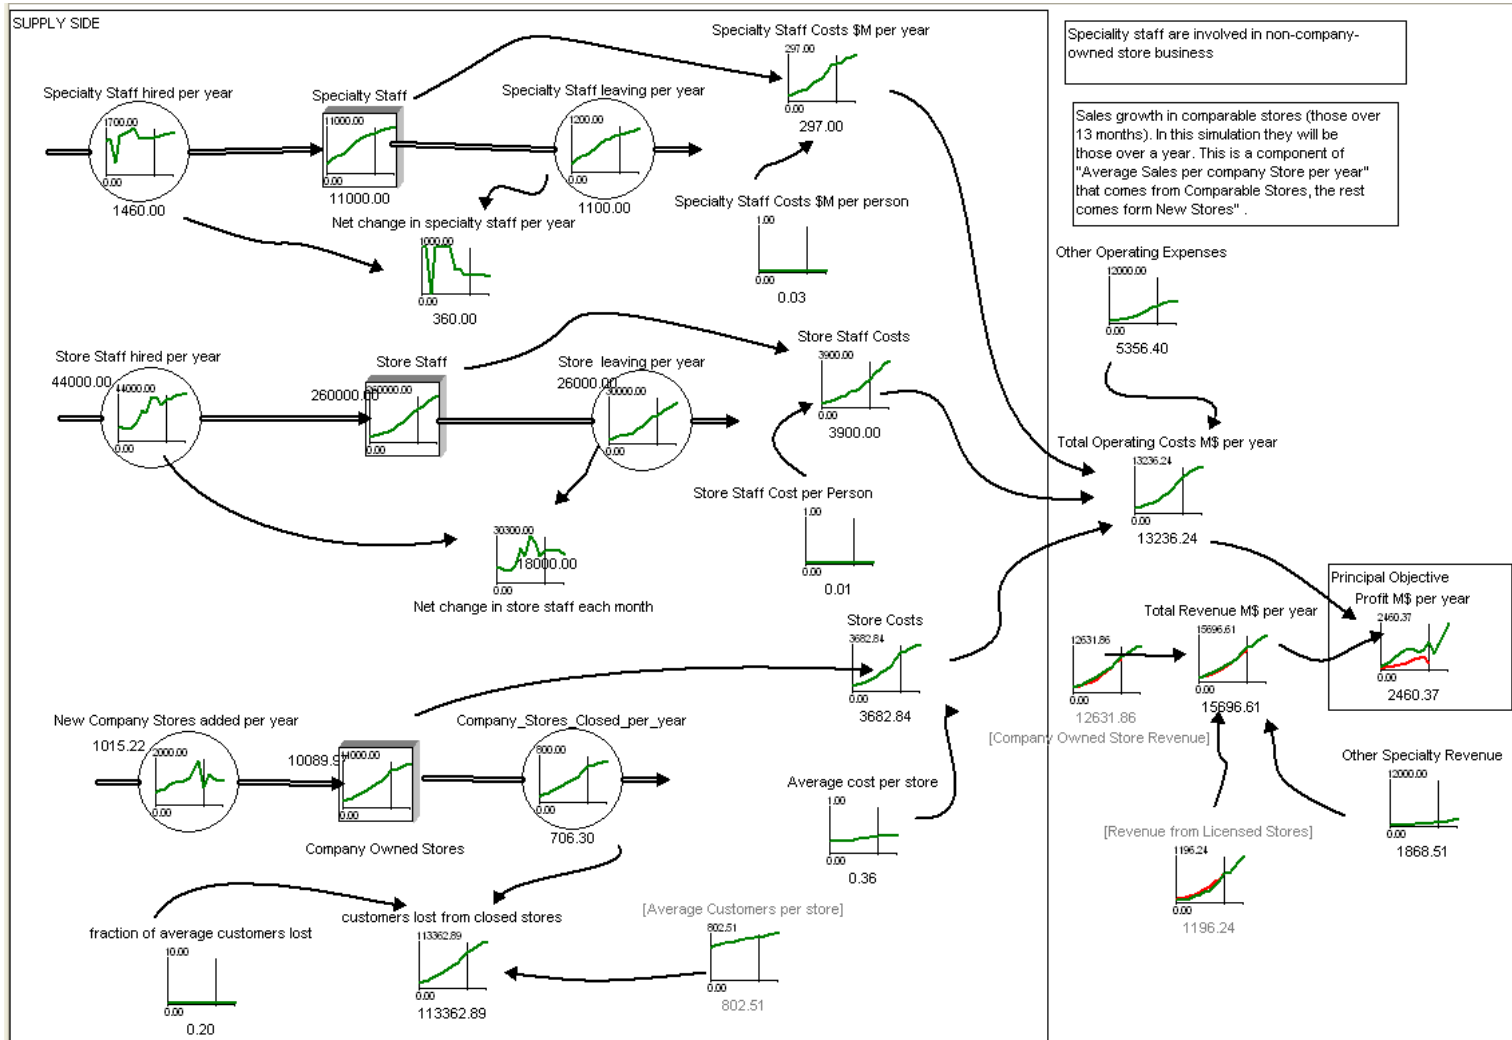 SUPPLY SIDE
Specialty Staff hired per year
1700.00
0.00
1460.00
Specialty Staff
11000.00
0.00
11000.00
Specialty Staff leaving per year
1200.00
0.00
1100.00
Specialty Staff Costs $M per year
297.00
0.00
297.00
Net change in specialty staff per year
1000.00
0.00
360.00
Specialty Staff Costs $M per person
1.00
0.00
0.03
Speciality staff are involved in non-company-
owned store business
Sales growth in comparable stores (those over
13 months). In this simulation they will be
those over a year. This is a component of
"Average Sales per company Store per year"
that comes from Comparable Stores, the rest
comes form New Stores" .
Other Operating Expenses
12000.00
0.00
5356.40
Store Staff hired per year
44000.00
44000.00
0.00
Store Staff
260000.00
260000.00
0.00
Store leaving per year
26000.00
30000.00
0.00
Store Staff Costs
3900.00
0.00
3900.00
Store Staff Cost per Person
1.00
0.00
0.01
30300.00
18000.00
0.00
Net change in store staff each month
Total Operating Costs M$ per year
13236.24
0.00
13236.24
Principal Objective
Profit M$ per year
2460.37
0.00
2460.37
Total Revenue M$ per year
15696.61
0.00
15696.61
12631.86
0.00
12631.86
[Company Owned Store Revenue]
Store Costs
3682.84
0.00
3682.84
New Company Stores added per year
1015.22
2000.00
0.00
10089.97
14000.00
0.00
Company Owned Stores
Company_Stores_Closed_per_year
800.00
0.00
706.30
Average cost per store
1.00
0.00
0.36
Other Specialty Revenue
12000.00
0.00
1868.51
[Revenue from Licensed Stores]
1196.24
0.00
1196.24
fraction of average customers lost
10.00
0.00
0.20
customers lost from closed stores
113362.89
0.00
113362.89
[Average Customers per store]
802.51
0.00
802.51